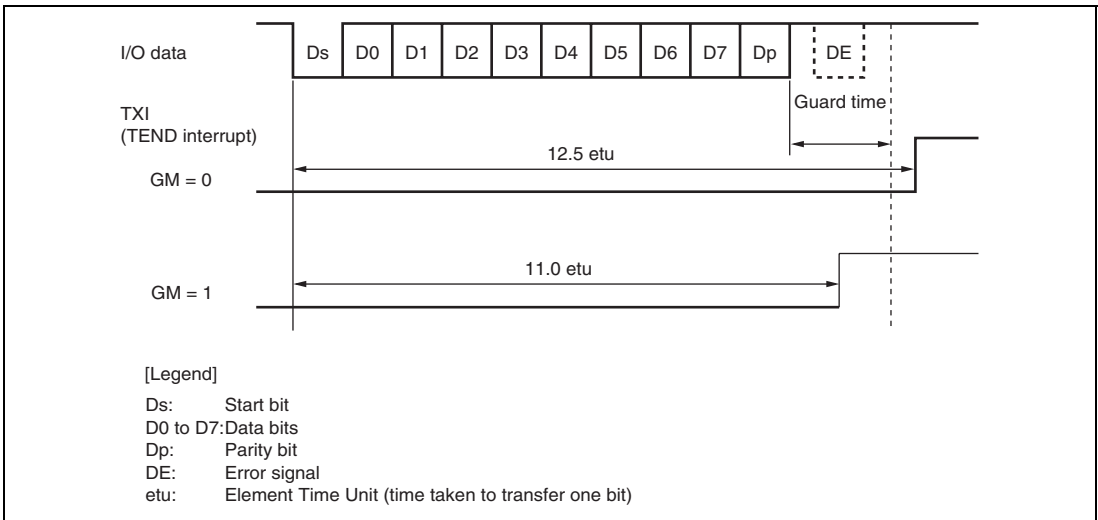 I/O data
Ds D0 D1 D2 D3 D4 D5 D6 D7 Dp DE
Guard time
TXI
(TEND interrupt)
12.5 etu
GM = 0
11.0 etu
GM = 1
[Legend]
Ds: Start bit
D0 to D7:Data bits
Dp: Parity bit
DE: Error signal
etu: Element Time Unit (time taken to transfer one bit)